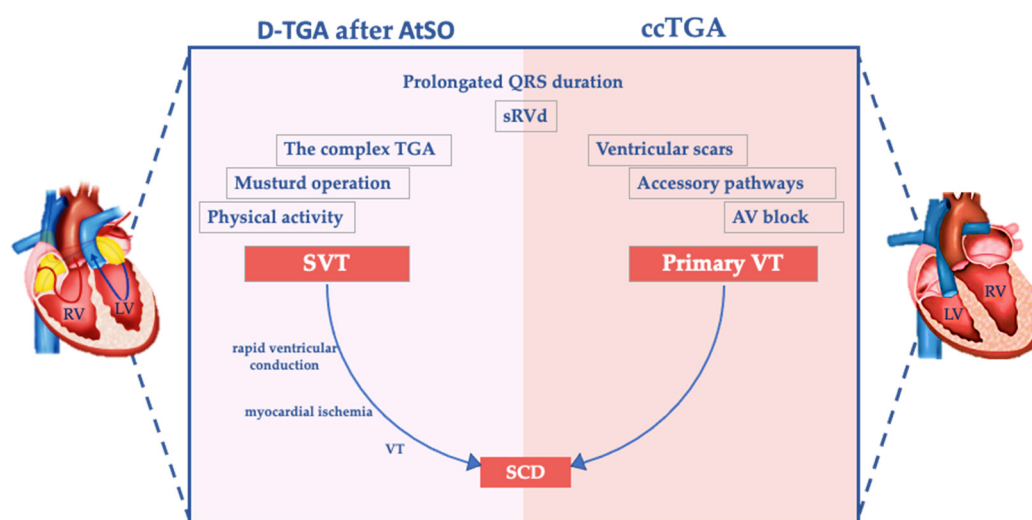 D-TGA after AtSO
ccTGA
Prolonged QRS duration
sRVd
The complex TGA
Ventricular scars
Musturd operation
Accessory pathways
Physical activity
AV block
SVT
Primary VT
RV
LV
LV
RV
rapid ventricular
conduction
myocardial ischemia
VT
SCD